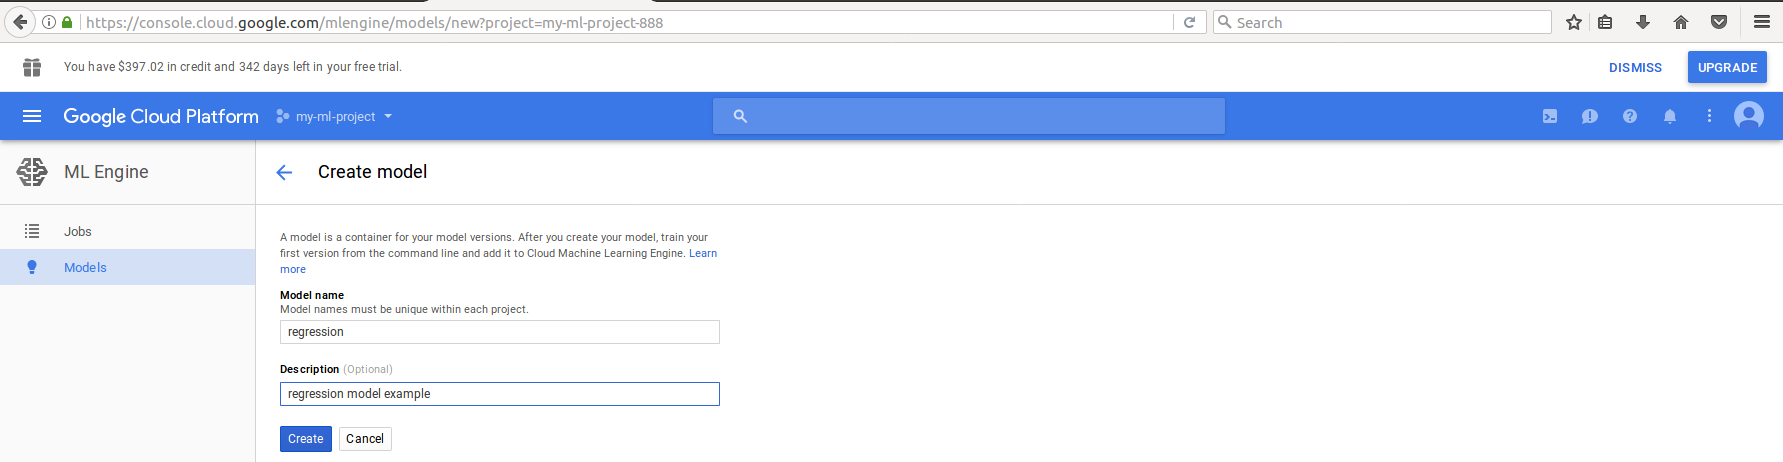 https://console.cloud.google.com/mlengine/models/new?project=my-ml-project-888
Search
You have $397.02 in credit and 342 days left in your free trial.
DISMISS
UPGRADE
Google Cloud Platform
my-ml-project
ML Engine
Create model
Jobs
Models
A model is a container for your model versions. After you create your model, train your
first version from the command line and add it to Cloud Machine Learning Engine. Learn
more
Model name
Model names must be unique within each project.
regression
Description (Optional)
regression model example
Create
Cancel